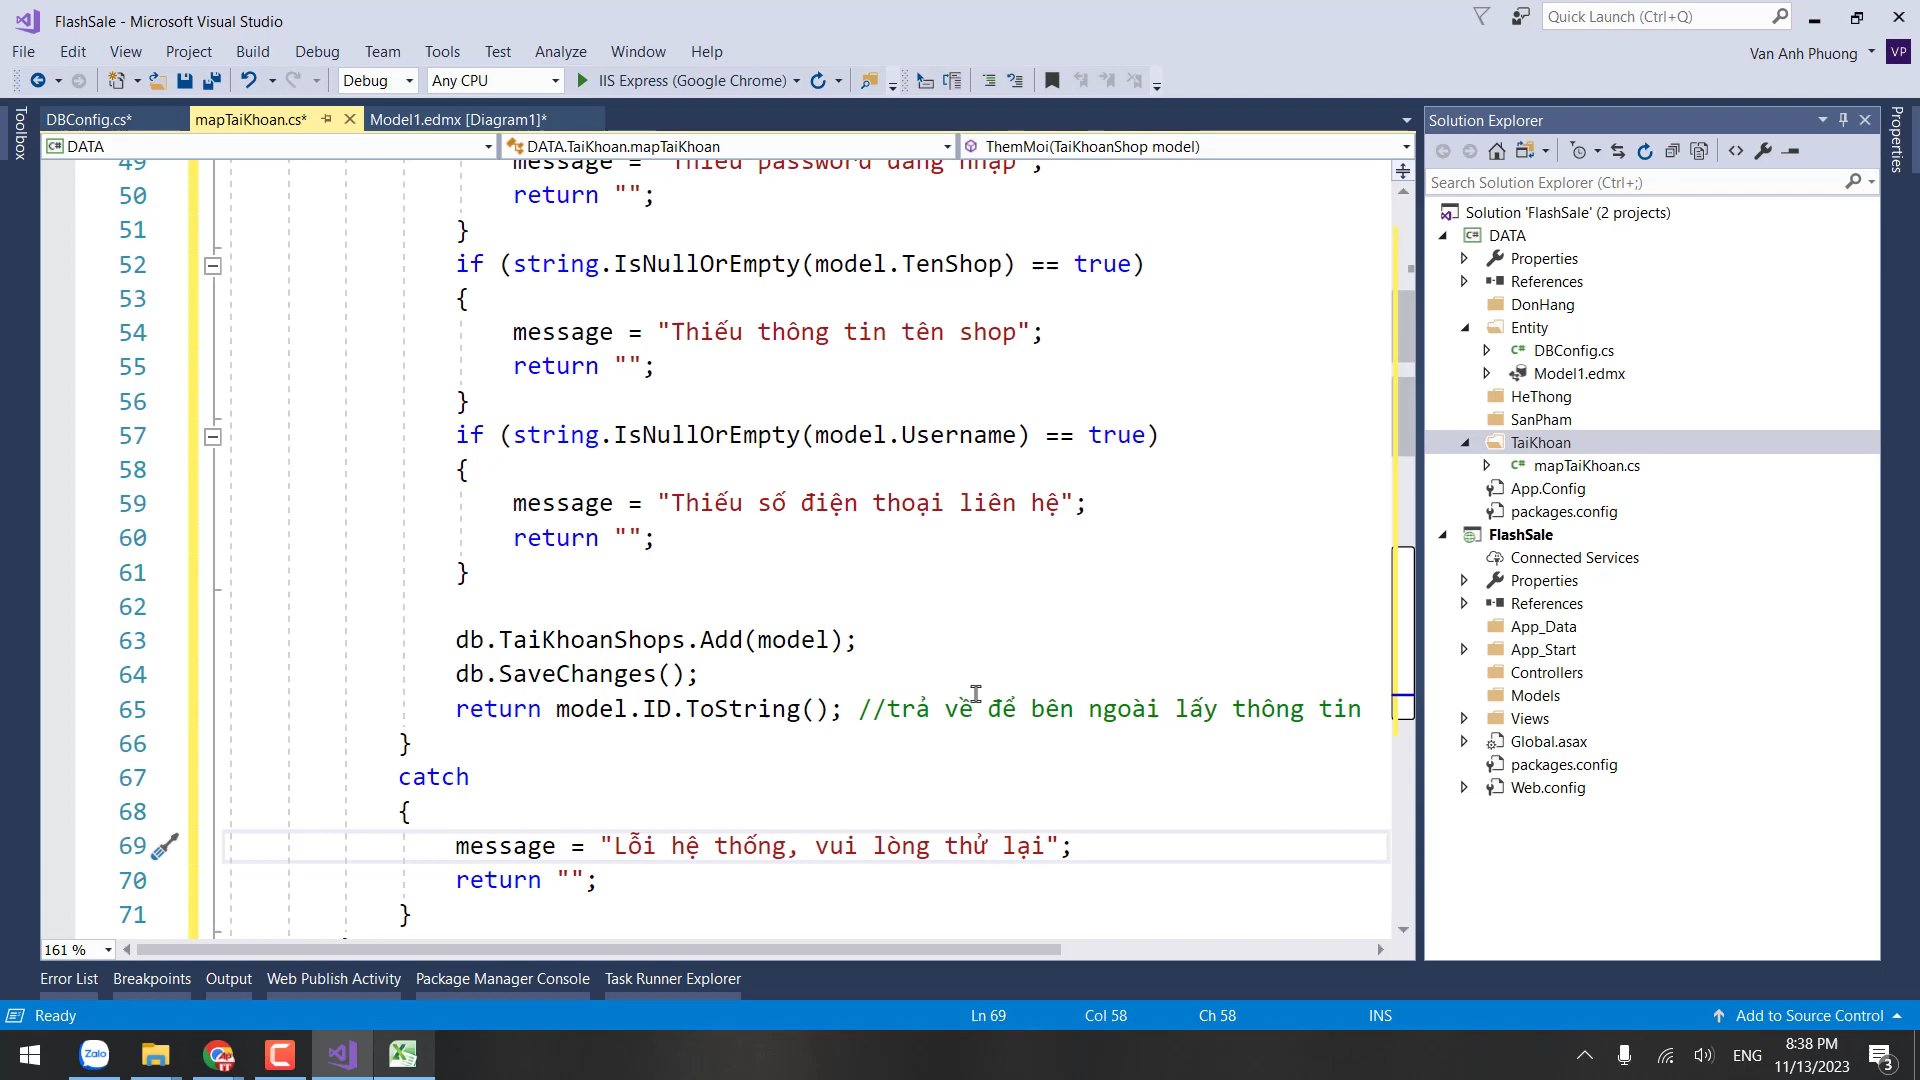 FlashSale - Microsoft Visual Studio
Quick Launch (Ctrl+Q)
File Edit View Project Build Debug Team Tools Test Analyze Window Help
Van Anh Phuong VP
Debug Any CPU IIS Express (Google Chrome)
Toolbox
DBConfig.cs* mapTaiKhoan.cs* Model1.edmx [Diagram1]*
DATA DATA.TaiKhoan.mapTaiKhoan ThemMoi(TaiKhoanShop model)
49 message = "Thiếu password đăng nhập";
50 return "";
51 }
52 if (string.IsNullOrEmpty(model.TenShop) == true)
53 {
54 message = "Thiếu thông tin tên shop";
55 return "";
56 }
57 if (string.IsNullOrEmpty(model.Username) == true)
58 {
59 message = "Thiếu số điện thoại liên hệ";
60 return "";
61 }
62
63 db.TaiKhoanShops.Add(model);
64 db.SaveChanges();
65 return model.ID.ToString(); //trả về để bên ngoài lấy thông tin
66 }
67 catch
68 {
69 message = "Lỗi hệ thống, vui lòng thử lại";
70 return "";
71 }
161 %
Solution Explorer
Search Solution Explorer (Ctrl+;)
Solution 'FlashSale' (2 projects)
DATA
Properties
References
DonHang
Entity
DBConfig.cs
Model1.edmx
HeThong
SanPham
TaiKhoan
mapTaiKhoan.cs
App.Config
packages.config
FlashSale
Connected Services
Properties
References
App_Data
App_Start
Controllers
Models
Views
Global.asax
packages.config
Web.config
Properties
Error List Breakpoints Output Web Publish Activity Package Manager Console Task Runner Explorer
Ready Ln 69 Col 58 Ch 58 INS Add to Source Control
Zalo
ENG
8:38 PM
11/13/2023
3